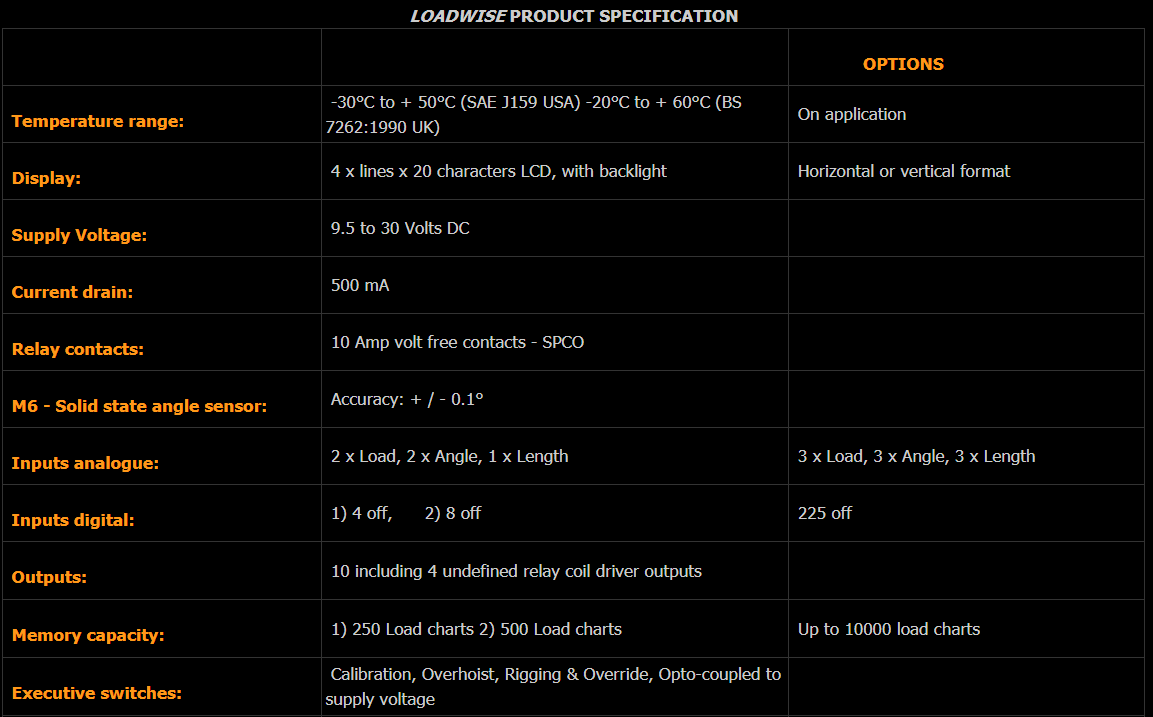 LOADWISE PRODUCT SPECIFICATION
OPTIONS
Temperature range:
-30°C to + 50°C (SAE J159 USA) -20°C to + 60°C (BS
7262:1990 UK)
On application
Display:
4 x lines x 20 characters LCD, with backlight
Horizontal or vertical format
Supply Voltage:
9.5 to 30 Volts DC
Current drain:
500 mA
Relay contacts:
10 Amp volt free contacts - SPCO
M6 - Solid state angle sensor:
Accuracy: + / - 0.1º
Inputs analogue:
2 x Load, 2 x Angle, 1 x Length
3 x Load, 3 x Angle, 3 x Length
Inputs digital:
1) 4 off, 2) 8 off
225 off
Outputs:
10 including 4 undefined relay coil driver outputs
Memory capacity:
1) 250 Load charts 2) 500 Load charts
Up to 10000 load charts
Executive switches:
Calibration, Overhoist, Rigging & Override, Opto-coupled to
supply voltage